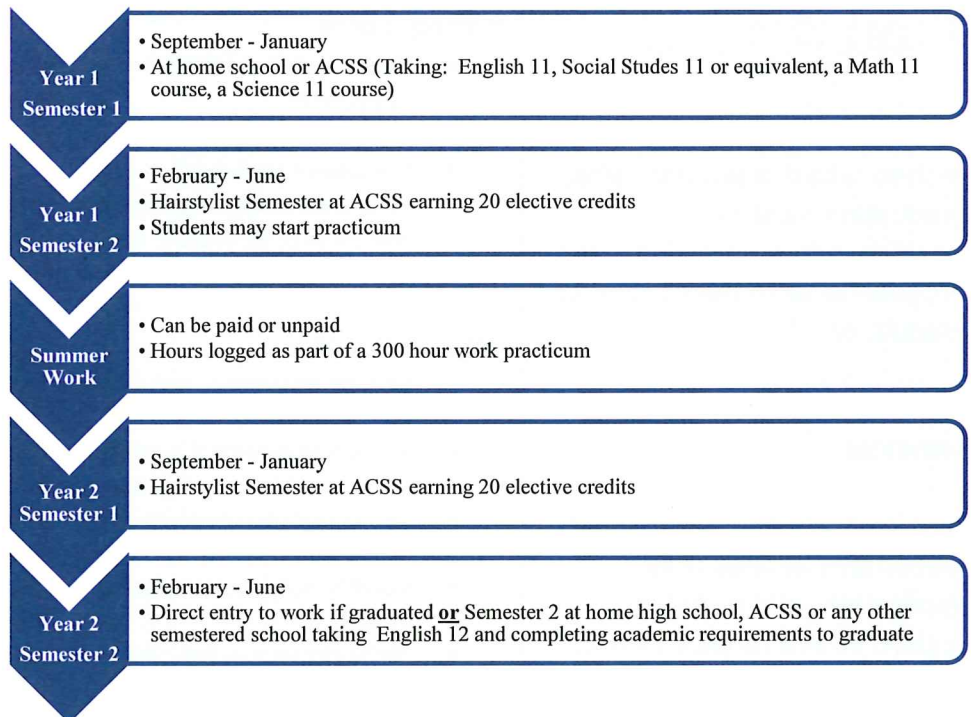 Year 1
Semester 1
• September - January
• At home school or ACSS (Taking: English 11, Social Studes 11 or equivalent, a Math 11
course, a Science 11 course)
Year 1
Semester 2
• February - June
• Hairstylist Semester at ACSS earning 20 elective credits
• Students may start practicum
Summer
Work
• Can be paid or unpaid
• Hours logged as part of a 300 hour work practicum
Year 2
Semester 1
• September - January
• Hairstylist Semester at ACSS earning 20 elective credits
Year 2
Semester 2
• February - June
• Direct entry to work if graduated or Semester 2 at home high school, ACSS or any other
semestered school taking English 12 and completing academic requirements to graduate